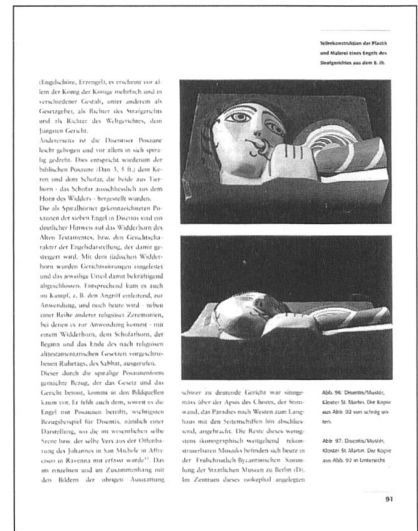 Teilrekonstruktion der Plastik
und Malerei eines Engels des
Strafgerichtes aus dem 8. Jh.
(Engelschöre, Erzengel), es erscheint vor al-
lem der König der Könige mehrfach und in
verschiedener Gestalt, unter anderem als
Gesetzgeber, als Richter des Strafgerichts
und als Richter des Weltgerichtes, dem
Jüngsten Gericht.
Andererseits ist die Disentiser Posaune
leicht gebogen und vor allem in sich spira-
lig gedreht. Dies entspricht wiederum der
biblischen Posaune (Dan 3, 5 ff.) dem Ke-
ren und dem Schofar, die beide aus Tier-
horn - das Schofar ausschliesslich aus dem
Horn des Widders - hergestellt wurden.
Die als Spiralhörner gekennzeichneten Po-
saunen der sieben Engel in Disentis sind ein
deutlicher Hinweis auf das Widderhorn des
Alten Testamentes, bzw. den Gerichtscha-
rakter der Engelsdarstellung, der damit ge-
steigert wird. Mit dem jüdischen Widder-
horn wurden Gerichtssitzungen eingeleitet
und das jeweilige Urteil damit bekräftigend
abgeschlossen. Entsprechend kam es auch
im Kampf, z. B. den Angriff einleitend, zur
Anwendung, und noch heute wird - neben
einer Reihe anderer religiöser Zeremonien,
bei denen es zur Anwendung kommt - mit
einem Widderhorn, dem Schofarhorn, der
Beginn und das Ende des nach religiösen
alttestamentarischen Gesetzen vorgeschrie-
benen Ruhetags, des Sabbat, ausgerufen.
Dieser durch die spiralige Posaunenform
gemachte Bezug, der das Gesetz und das
Gericht betont, kommt in den Bildquellen
kaum vor. Es fehlt auch dem, soweit es die
Engel mit Posaunen betrifft, wichtigsten
Bezugsbeispiel für Disentis, nämlich einer
Darstellung, wo die im wesentlichen selbe
Szene bzw. der selbe Vers aus der Offenba-
rung des Johannes in San Michele in Affri-
cisco in Ravenna mit erfasst wurde. Das
im einzelnen und im Zusammenhang mit
den Bildern der übrigen Ausstattung
schwer zu deutende Gericht war sinnge-
mäss über der Apsis des Chores, der Stirn-
wand, das Paradies nach Westen zum Lang-
haus mit den Seitenschiffen hin abschlies-
send, angebracht. Die Reste dieses wenig-
stens ikonographisch weitgehend rekon-
struierbaren Mosaiks befinden sich heute in
der Frühchristlich-Byzantinischen Samm-
lung der Staatlichen Museen zu Berlin (D).
Im Zentrum dieses isokephal angelegten
Abb. 96: Disentis/Mustér,
Kloster St. Martin. Die Kopie
aus Abb. 92 von schräg un-
ten.
Abb. 97: Disentis/Mustér,
Kloster St. Martin. Die Kopie
aus Abb. 92 in Untersicht.
91